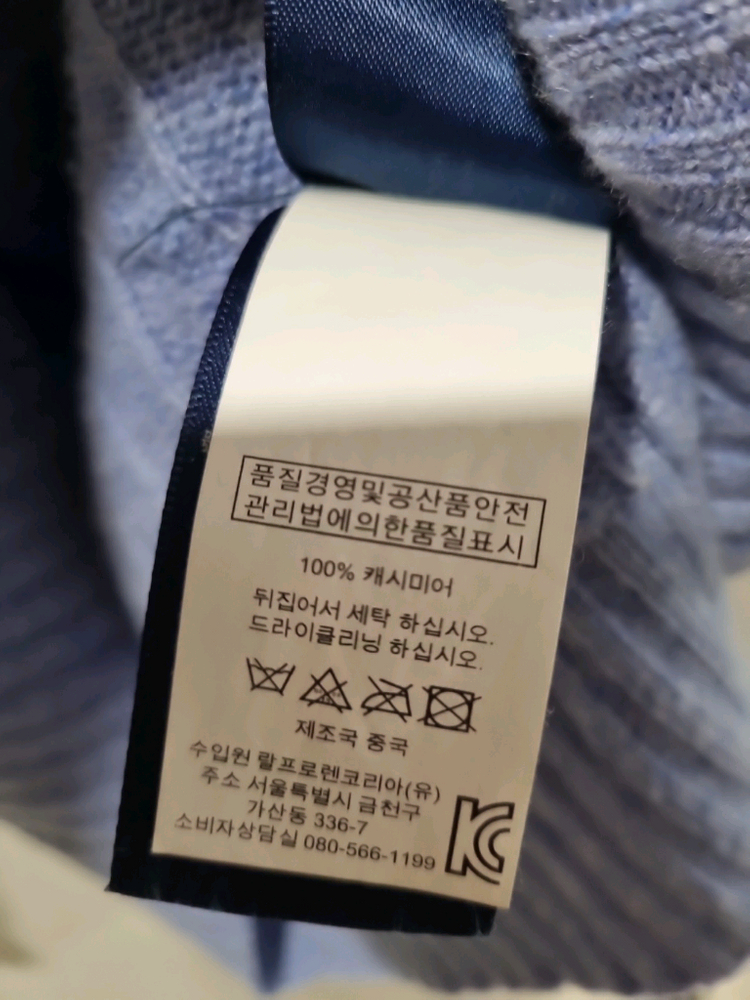 품질경영및공산품안전
관리법에의한품질표시
100% 캐시미어
뒤집어서 세탁 하십시오.
드라이클리닝 하십시오.
제조국 중국
수입원 랄프로렌코리아(유)
주소 서울특별시 금천구
가산동 336-7
소비자상담실 080-566-1199
KC